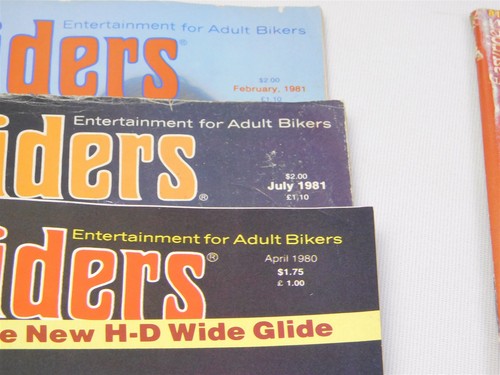 Entertainment for Adult Bikers
iders®
$2.00
February, 1981
£1.10
Entertainment for Adult Bikers
iders®
$2.00
July 1981
£1.10
Entertainment for Adult Bikers
iders®
April 1980
$1.75
£ 1.00
e New H-D Wide Glide